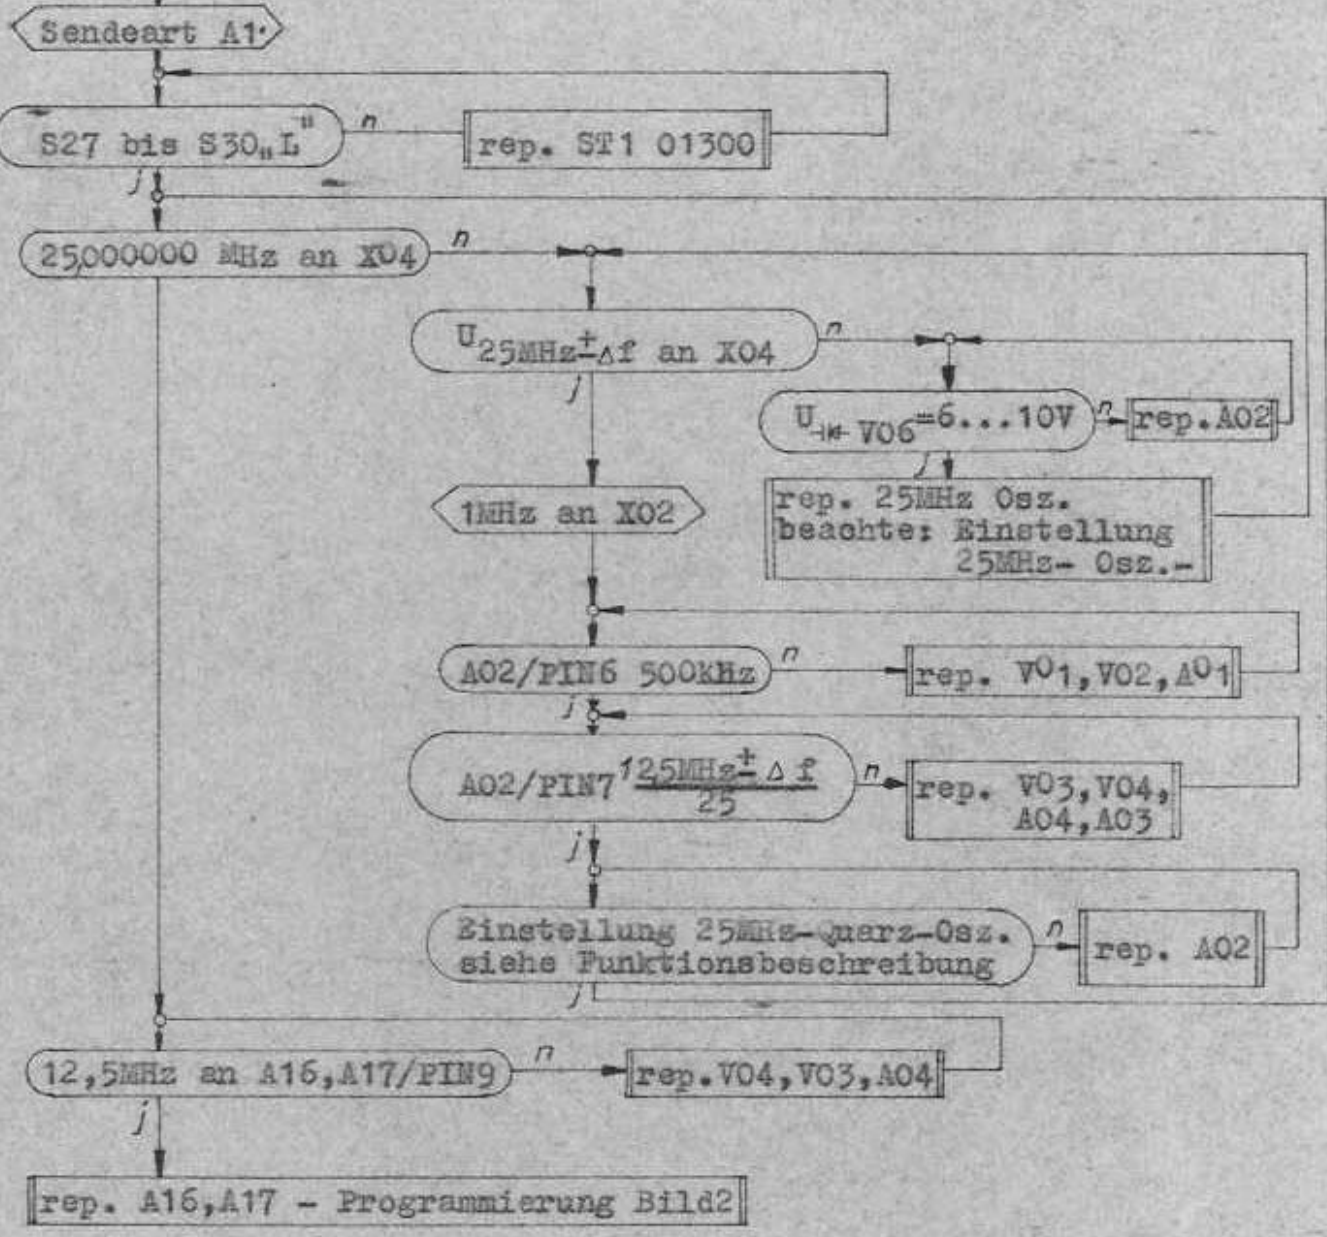 Sendeart A1
S27 bis S30„L"
n
rep. ST1 01300
j
25,000000 MHz an X04
n
U25MHz±Δf an X04
n
j
U V06=6...10V
n
rep.A02
j
1MHz an X02
rep. 25MHz Osz.
beachte: Einstellung
25MHz- Osz.-
A02/PIN6 500kHz
n
rep. V01,V02,A01
j
A02/PIN7 12,5MHz± Δ f
25
n
rep. V03,V04,
A04,A03
j
Einstellung 25MHz-Quarz-Osz.
siehe Funktionsbeschreibung
n
rep. A02
j
12,5MHz an A16,A17/PIN9
n
rep.V04,V03,A04
j
rep. A16,A17 - Programmierung Bild2